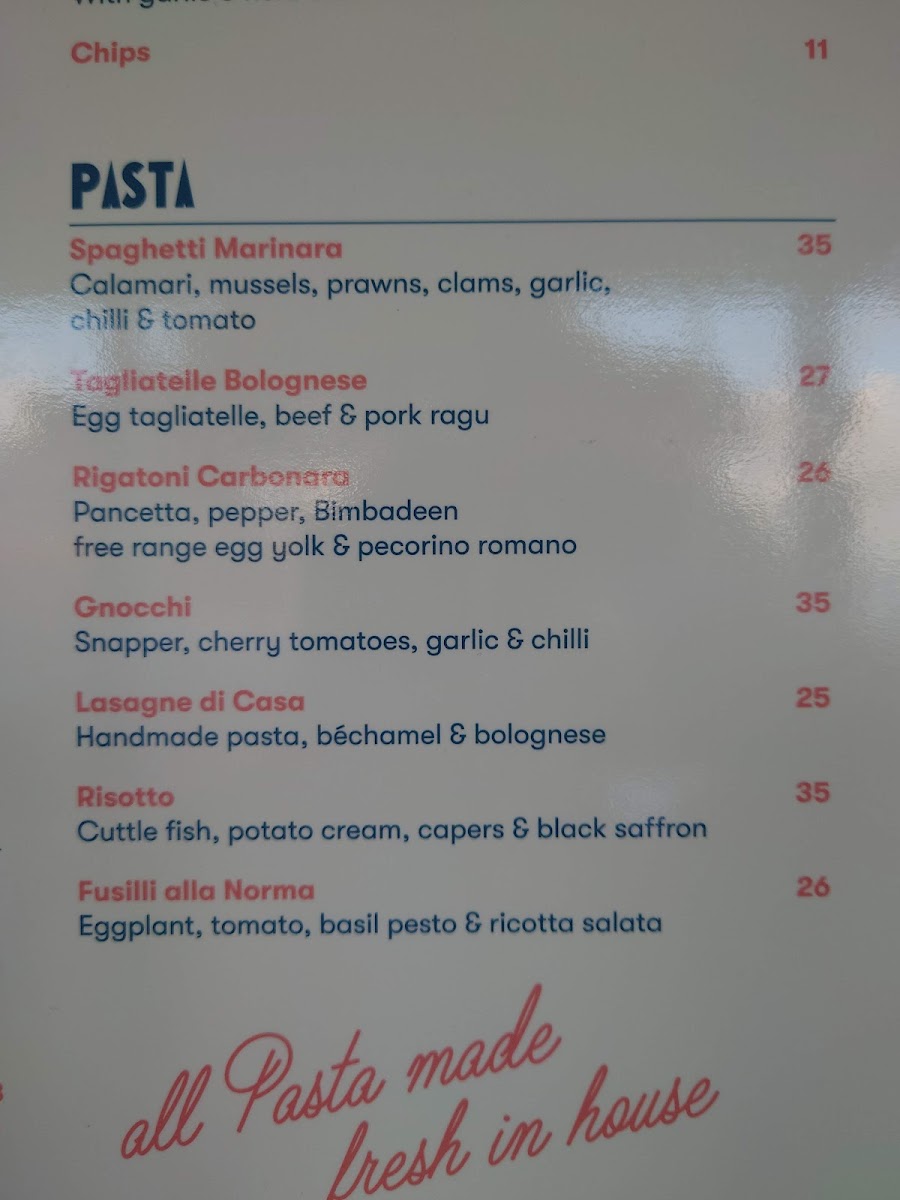 Chips 11
PASTA
Spaghetti Marinara 35
Calamari, mussels, prawns, clams, garlic,
chilli & tomato
Tagliatelle Bolognese 27
Egg tagliatelle, beef & pork ragu
Rigatoni Carbonara 26
Pancetta, pepper, Bimbadeen
free range egg yolk & pecorino romano
Gnocchi 35
Snapper, cherry tomatoes, garlic & chilli
Lasagne di Casa 25
Handmade pasta, béchamel & bolognese
Risotto 35
Cuttle fish, potato cream, capers & black saffron
Fusilli alla Norma 26
Eggplant, tomato, basil pesto & ricotta salata
all Pasta made
fresh in house